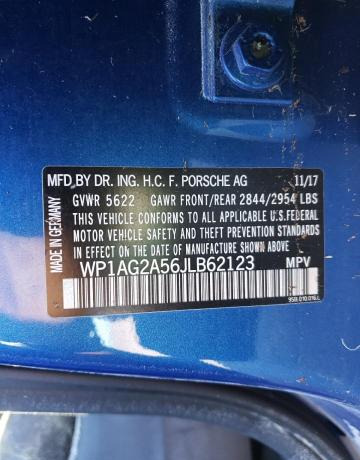 MFD BY DR. ING. H.C. F. PORSCHE AG 11/17
GVWR 5622 GAWR FRONT/REAR 2844/2954 LBS
THIS VEHICLE CONFORMS TO ALL APPLICABLE U.S. FEDERAL
MOTOR VEHICLE SAFETY AND THEFT PREVENTION STANDARDS
IN EFFECT ON THE DATE OF MANUFACTURE SHOWN ABOVE
WP1AG2A56JLB62123 MPV
MADE IN GERMANY